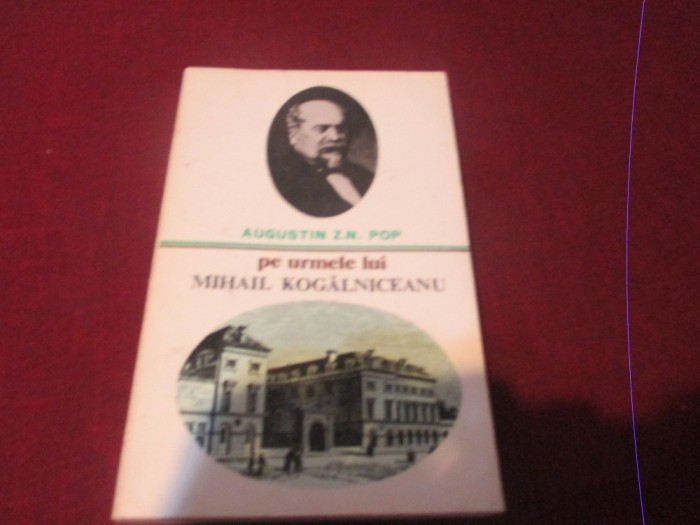 AUGUSTIN Z.N. POP
pe urmele lui
MIHAIL KOGĂLNICEANU